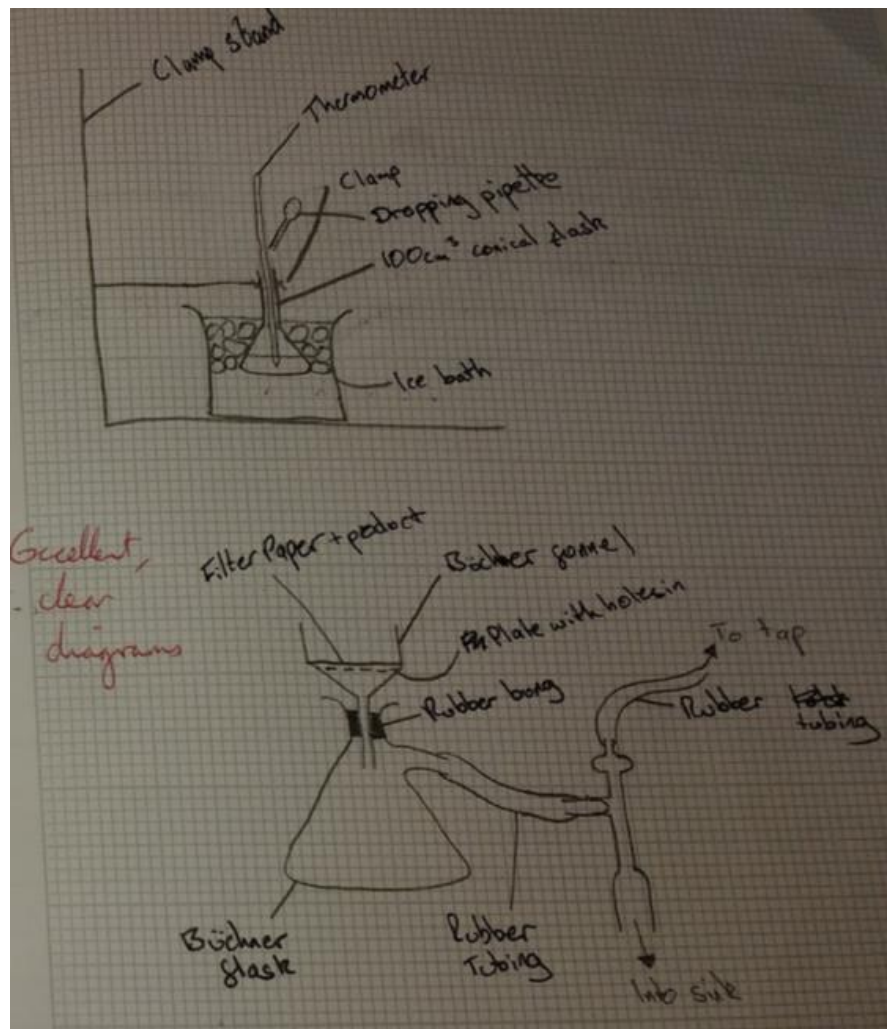 Clamp stand
Thermometer
Clamp
Dropping pipette
100cm³ conical flask
Ice bath
Excellent,
clear
diagrams
Filter Paper + product
Büchner funnel
Plate with holes in
Rubber bung
To tap
Rubber
tubing
Büchner
flask
Rubber
Tubing
Into sink